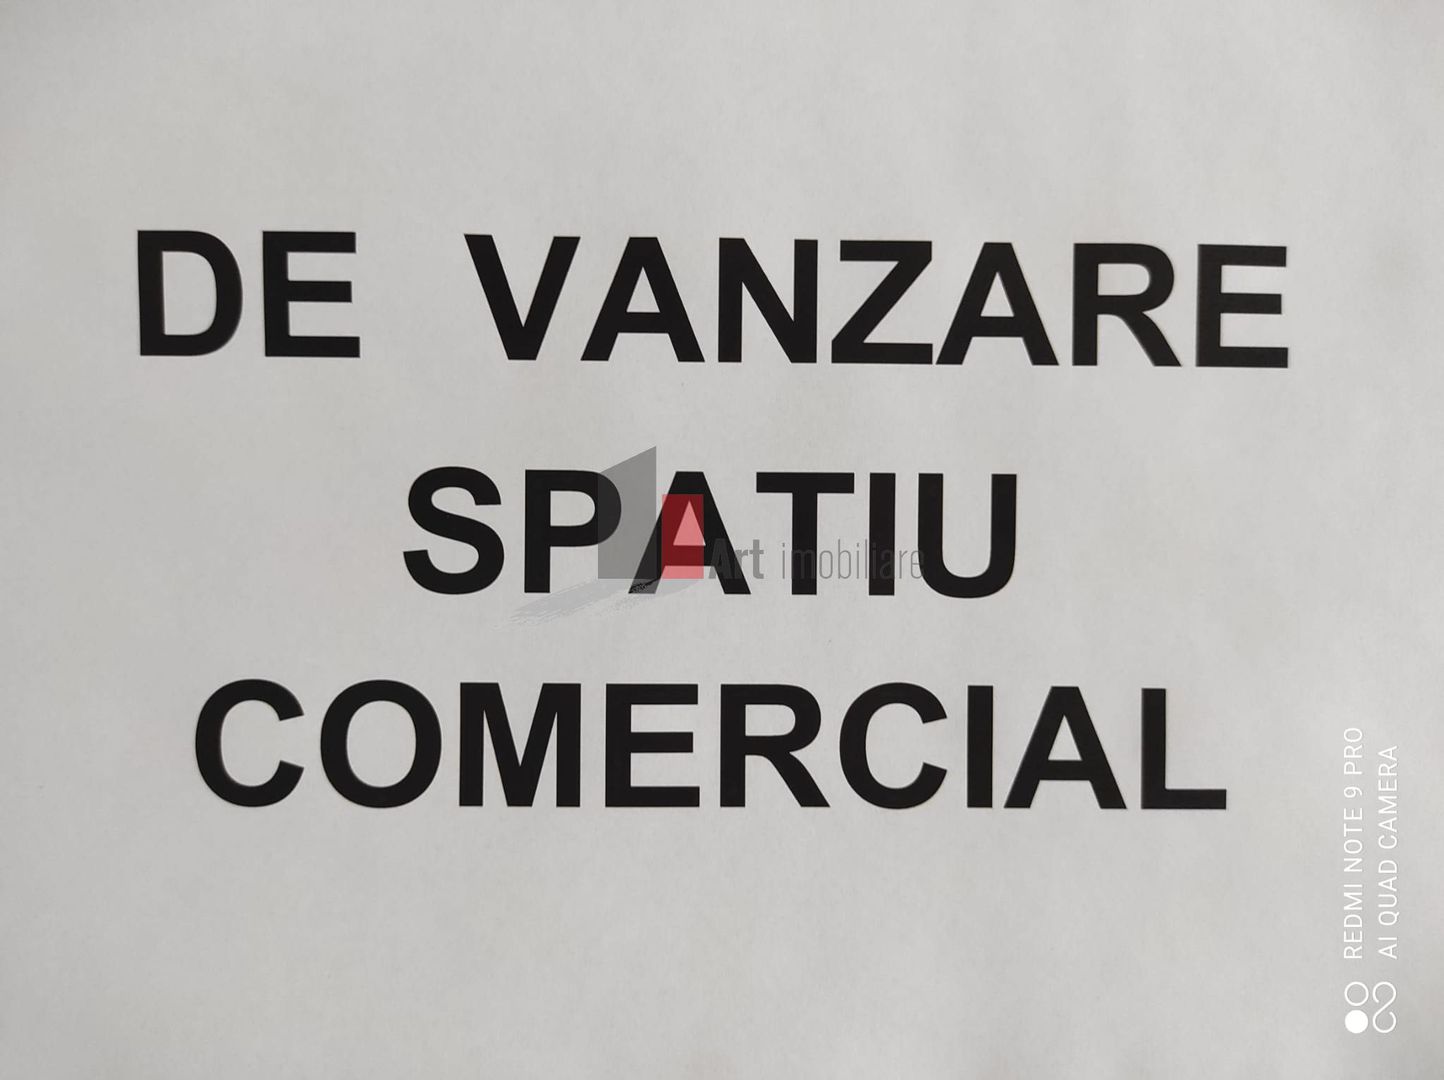 DE VANZARE
SPATIU
Art imobiliare
COMERCIAL
REDMI NOTE 9 PRO
AI QUAD CAMERA